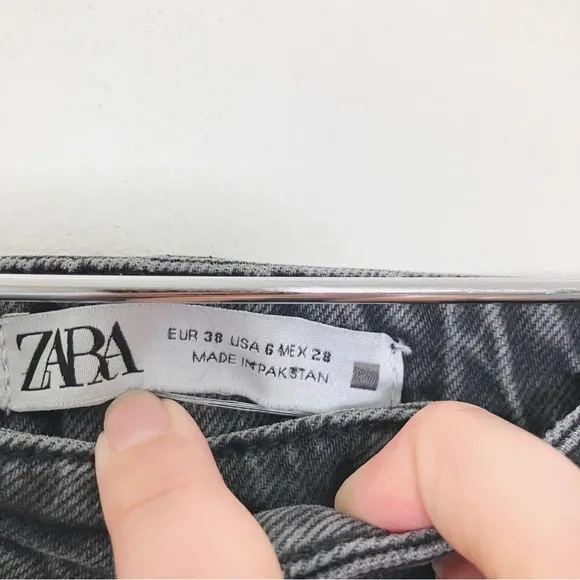 ZARA
EUR 38 USA 6 MEX 28
MADE IN PAKISTAN